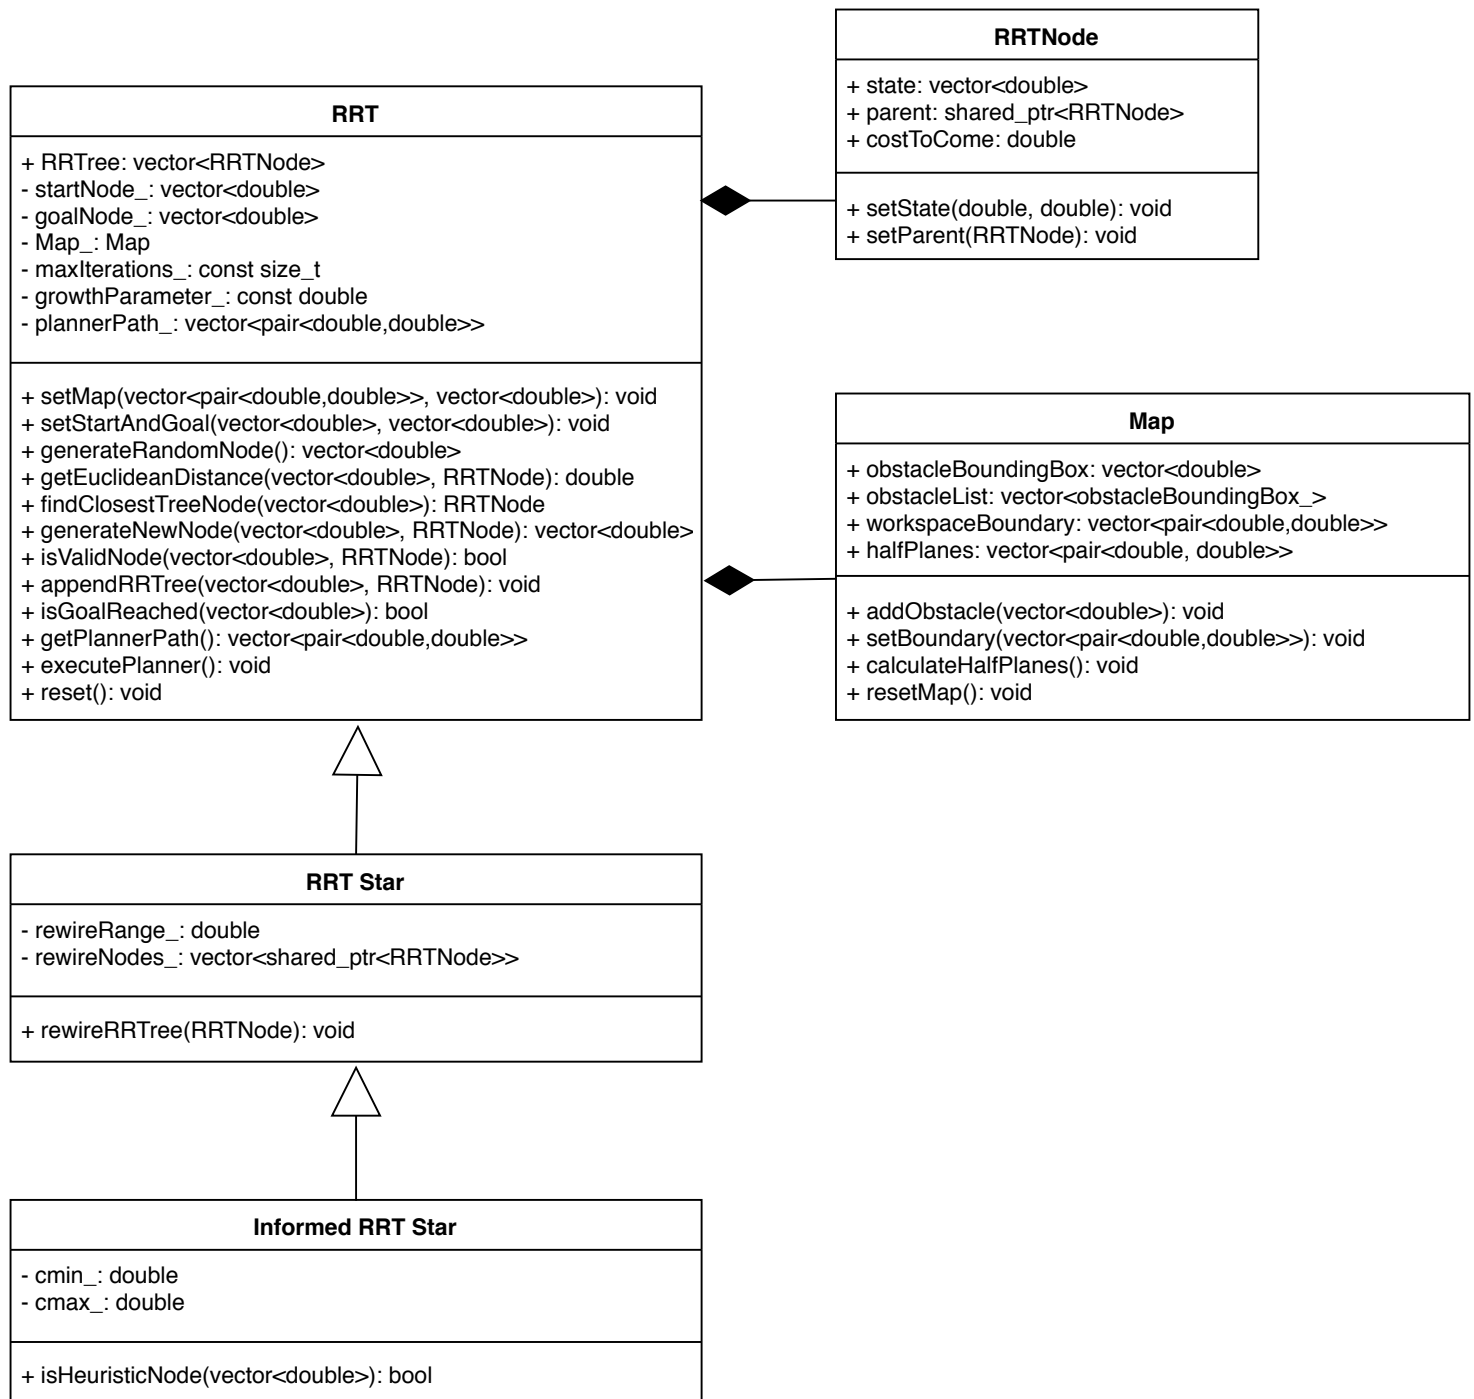 RRT
+ RRTree: vector<RRTNode>
- startNode_: vector<double>
- goalNode_: vector<double>
- Map_: Map
- maxIterations_: const size_t
- growthParameter_: const double
- plannerPath_: vector<pair<double,double>>
+ setMap(vector<pair<double,double>>, vector<double>): void
+ setStartAndGoal(vector<double>, vector<double>): void
+ generateRandomNode(): vector<double>
+ getEuclideanDistance(vector<double>, RRTNode): double
+ findClosestTreeNode(vector<double>): RRTNode
+ generateNewNode(vector<double>, RRTNode): vector<double>
+ isValidNode(vector<double>, RRTNode): bool
+ appendRRTree(vector<double>, RRTNode): void
+ isGoalReached(vector<double>): bool
+ getPlannerPath(): vector<pair<double,double>>
+ executePlanner(): void
+ reset(): void
RRTNode
+ state: vector<double>
+ parent: shared_ptr<RRTNode>
+ costToCome: double
+ setState(double, double): void
+ setParent(RRTNode): void
Map
+ obstacleBoundingBox: vector<double>
+ obstacleList: vector<obstacleBoundingBox_>
+ workspaceBoundary: vector<pair<double,double>>
+ halfPlanes: vector<pair<double, double>>
+ addObstacle(vector<double>): void
+ setBoundary(vector<pair<double,double>>): void
+ calculateHalfPlanes(): void
+ resetMap(): void
RRT Star
- rewireRange_: double
- rewireNodes_: vector<shared_ptr<RRTNode>>
+ rewireRRTree(RRTNode): void
Informed RRT Star
- cmin_: double
- cmax_: double
+ isHeuristicNode(vector<double>): bool